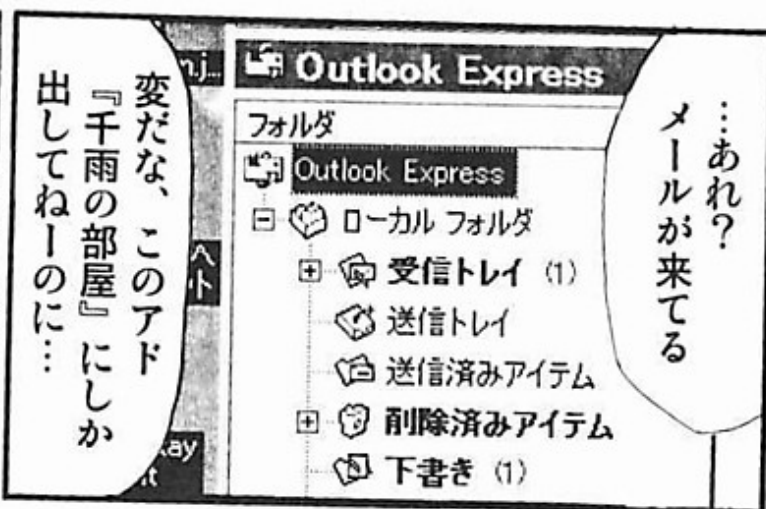 …あれ?
メールが来てる
Outlook Express
フォルダ
Outlook Express
ローカル フォルダ
受信トレイ (1)
送信トレイ
送信済みアイテム
削除済みアイテム
下書き (1)
変だな、このアド
『千雨の部屋』にしか
出してねーのに…